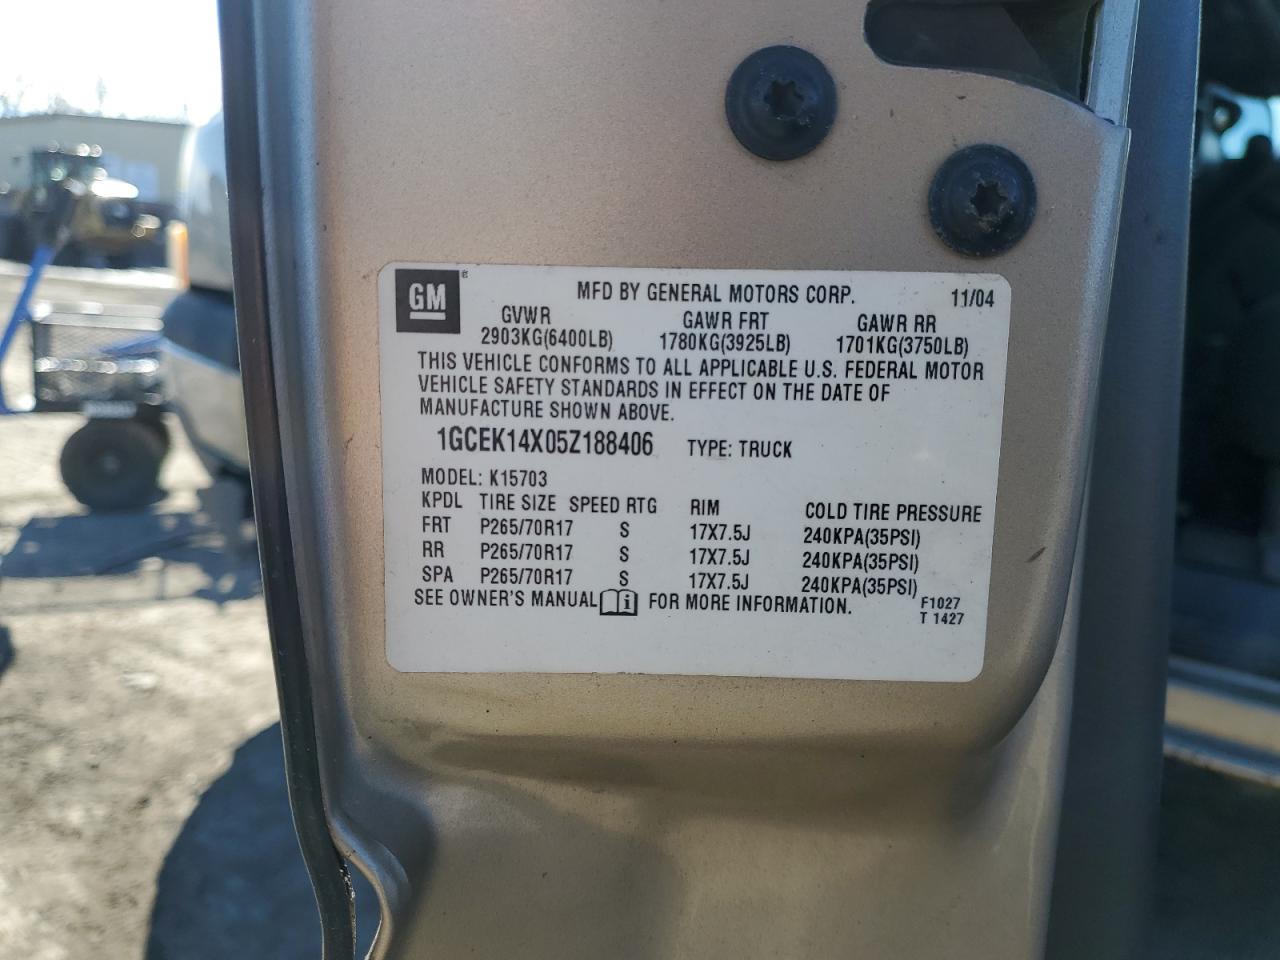 GM ®
MFD BY GENERAL MOTORS CORP. 11/04
GVWR GAWR FRT GAWR RR
2903KG(6400LB) 1780KG(3925LB) 1701KG(3750LB)
THIS VEHICLE CONFORMS TO ALL APPLICABLE U.S. FEDERAL MOTOR
VEHICLE SAFETY STANDARDS IN EFFECT ON THE DATE OF
MANUFACTURE SHOWN ABOVE.
1GCEK14X05Z188406 TYPE: TRUCK
MODEL: K15703
KPDL TIRE SIZE SPEED RTG RIM COLD TIRE PRESSURE
FRT P265/70R17 S 17X7.5J 240KPA(35PSI)
RR P265/70R17 S 17X7.5J 240KPA(35PSI)
SPA P265/70R17 S 17X7.5J 240KPA(35PSI)
SEE OWNER'S MANUAL i FOR MORE INFORMATION.
F1027
T 1427